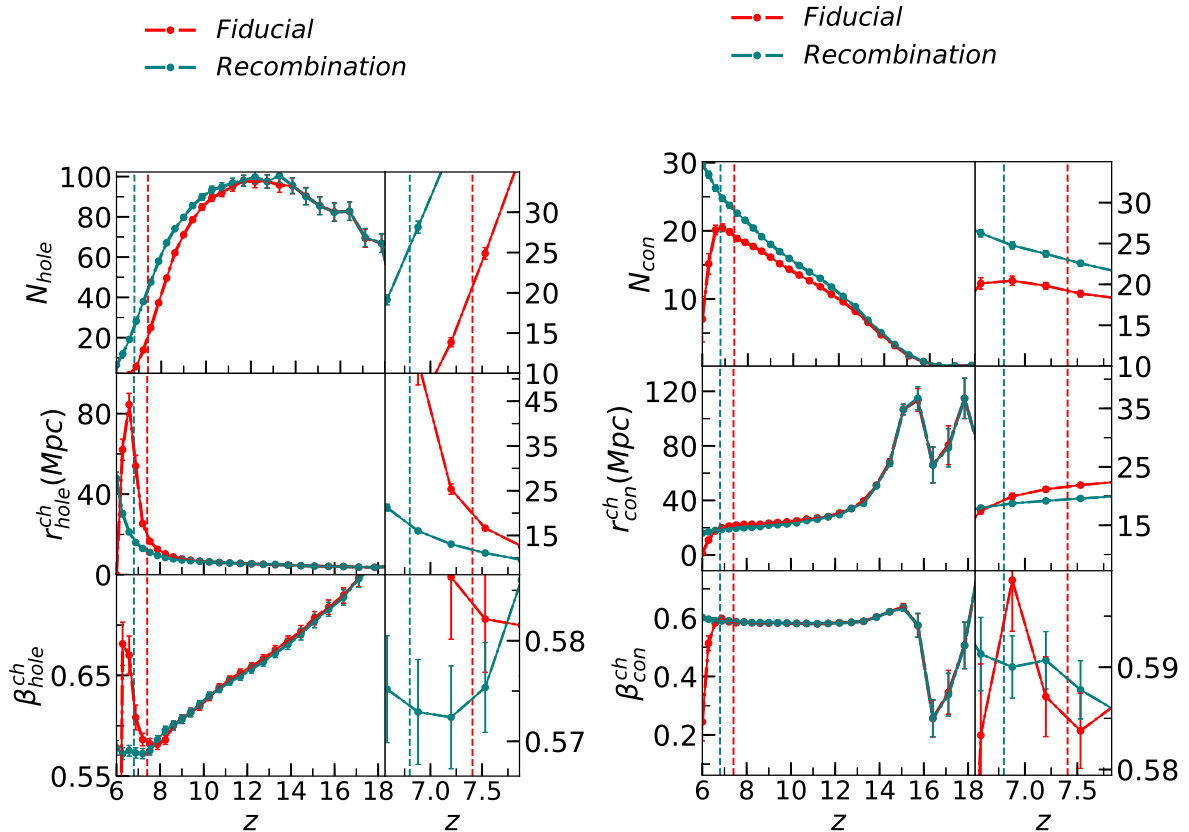 Fiducial
Recombination
Fiducial
Recombination
N_hole
100
80
60
40
20
30
25
20
15
10
r^ch_hole(Mpc)
80
40
0
45
35
25
15
β^ch_hole
0.65
0.55
0.58
0.57
6 8 10 12 14 16 18 7.0 7.5
z z
N_con
30
20
10
30
25
20
15
10
r^ch_con(Mpc)
120
80
40
0
35
25
15
β^ch_con
0.6
0.4
0.2
0.59
0.58
6 8 10 12 14 16 18 7.0 7.5
z z